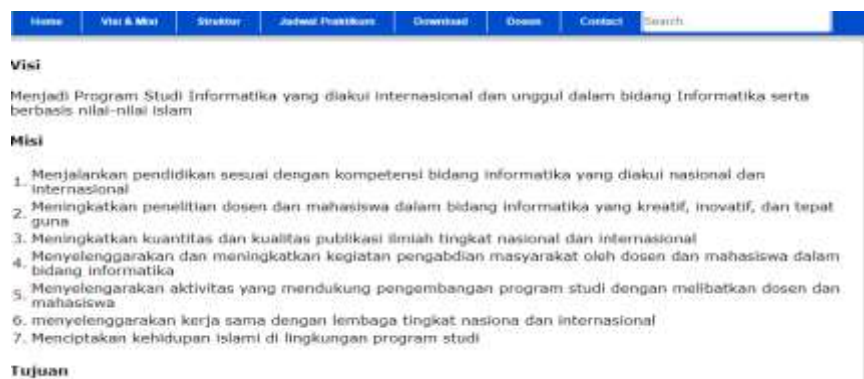 Home Visi & Misi Struktur Jadwal Praktikum Download Dosen Contact Search
Visi
Menjadi Program Studi Informatika yang diakui internasional dan unggul dalam bidang Informatika serta
berbasis nilai-nilai islam
Misi
1. Menjalankan pendidikan sesuai dengan kompetensi bidang informatika yang diakui nasional dan
internasional
2. Meningkatkan penelitian dosen dan mahasiswa dalam bidang informatika yang kreatif, inovatif, dan tepat
guna
3. Meningkatkan kuantitas dan kualitas publikasi ilmiah tingkat nasional dan internasional
4. Menyelenggarakan dan meningkatkan kegiatan pengabdian masyarakat oleh dosen dan mahasiswa dalam
bidang informatika
5. Menyelengarakan aktivitas yang mendukung pengembangan program studi dengan melibatkan dosen dan
mahasiswa
6. menyelenggarakan kerja sama dengan lembaga tingkat nasiona dan internasional
7. Menciptakan kehidupan islami di lingkungan program studi
Tujuan